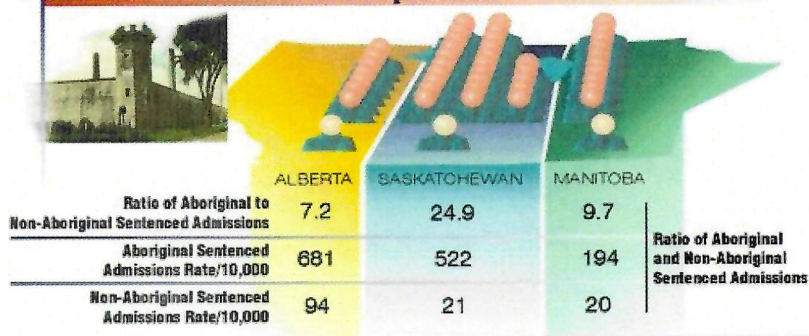 ALBERTA SASKATCHEWAN MANITOBA
Ratio of Aboriginal to
Non-Aboriginal Sentenced Admissions 7.2 24.9 9.7
Aboriginal Sentenced
Admissions Rate/10,000 681 522 194
Non-Aboriginal Sentenced
Admissions Rate/10,000 94 21 20
Ratio of Aboriginal
and Non-Aboriginal
Sentenced Admissions